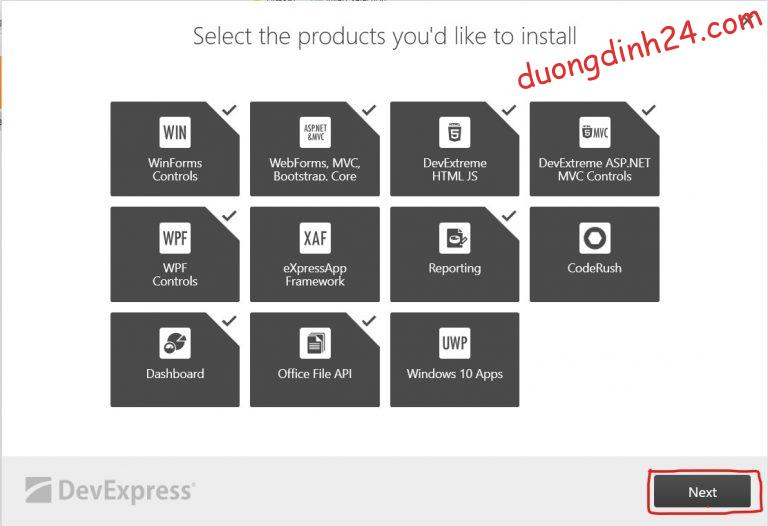 Select the products you'd like to install
duongdinh24.com
WIN
WinForms
Controls
ASP.NET
&MVC
WebForms, MVC,
Bootstrap, Core
5
DevExtreme
HTML JS
5 MVC
DevExtreme ASP.NET
MVC Controls
WPF
WPF
Controls
XAF
eXpressApp
Framework
Reporting
CodeRush
Dashboard
Office File API
UWP
Windows 10 Apps
DevExpress®
Next